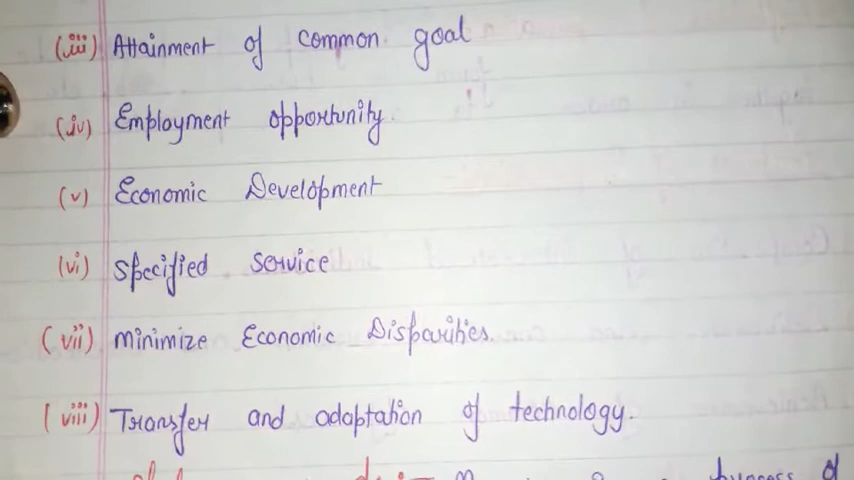 (iii) Attainment of common goal
(iv) Employment opportunity.
(v) Economic Development
(vi) specified service
(vii) minimize Economic Disparities.
(viii) Transfer and adaptation of technology.